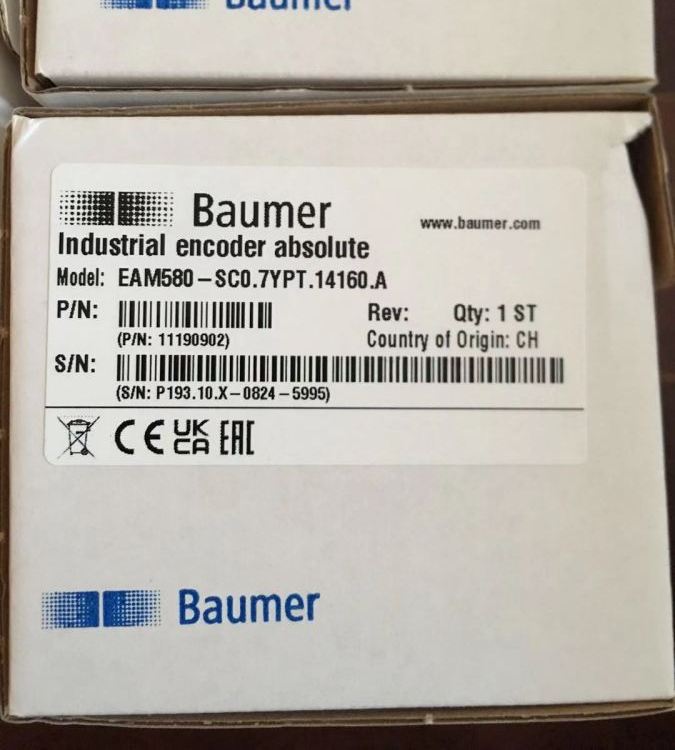 Baumer
Baumer
www.baumer.com
Industrial encoder absolute
Model: EAM580-SC0.7YPT.14160.A
P/N:
Rev: Qty: 1 ST
(P/N: 11190902)
Country of Origin: CH
S/N:
(S/N: P193.10.X-0824-5995)
CE UK CA EAC
Baumer